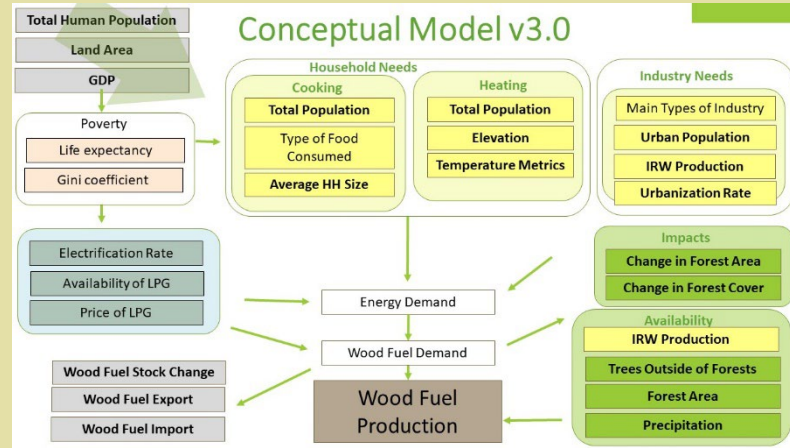 Conceptual Model v3.0
Total Human Population
Land Area
GDP
Poverty
Life expectancy
Gini coefficient
Household Needs
Cooking
Total Population
Type of Food
Consumed
Average HH Size
Heating
Total Population
Elevation
Temperature Metrics
Industry Needs
Main Types of Industry
Urban Population
IRW Production
Urbanization Rate
Electrification Rate
Availability of LPG
Price of LPG
Energy Demand
Wood Fuel Demand
Wood Fuel
Production
Impacts
Change in Forest Area
Change in Forest Cover
Availability
IRW Production
Trees Outside of Forests
Forest Area
Precipitation
Wood Fuel Stock Change
Wood Fuel Export
Wood Fuel Import